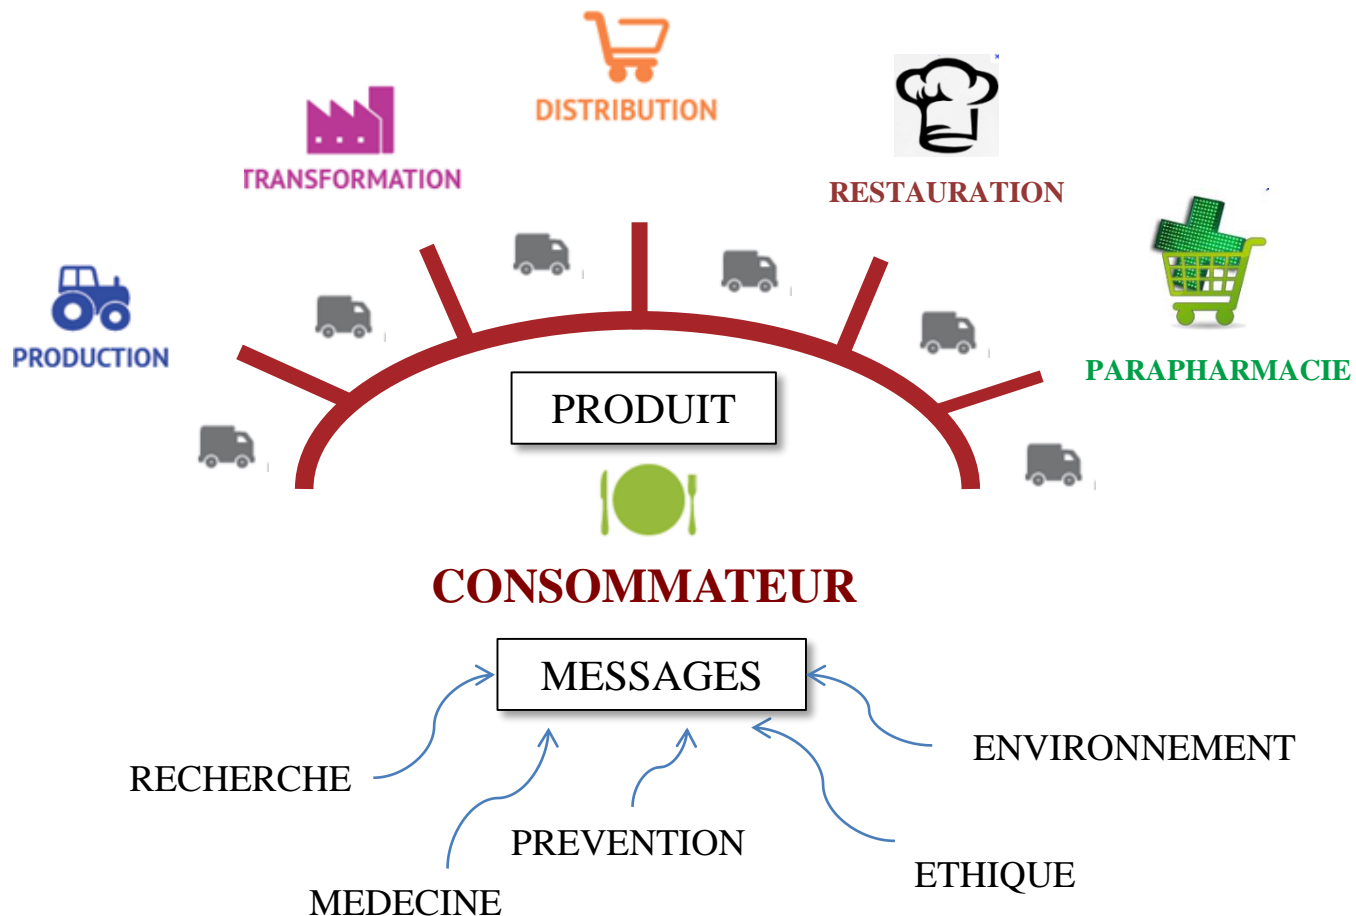 DISTRIBUTION
TRANSFORMATION
RESTAURATION
PRODUCTION
PARAPHARMACIE
PRODUIT
CONSOMMATEUR
MESSAGES
ENVIRONNEMENT
RECHERCHE
PREVENTION
ETHIQUE
MEDECINE